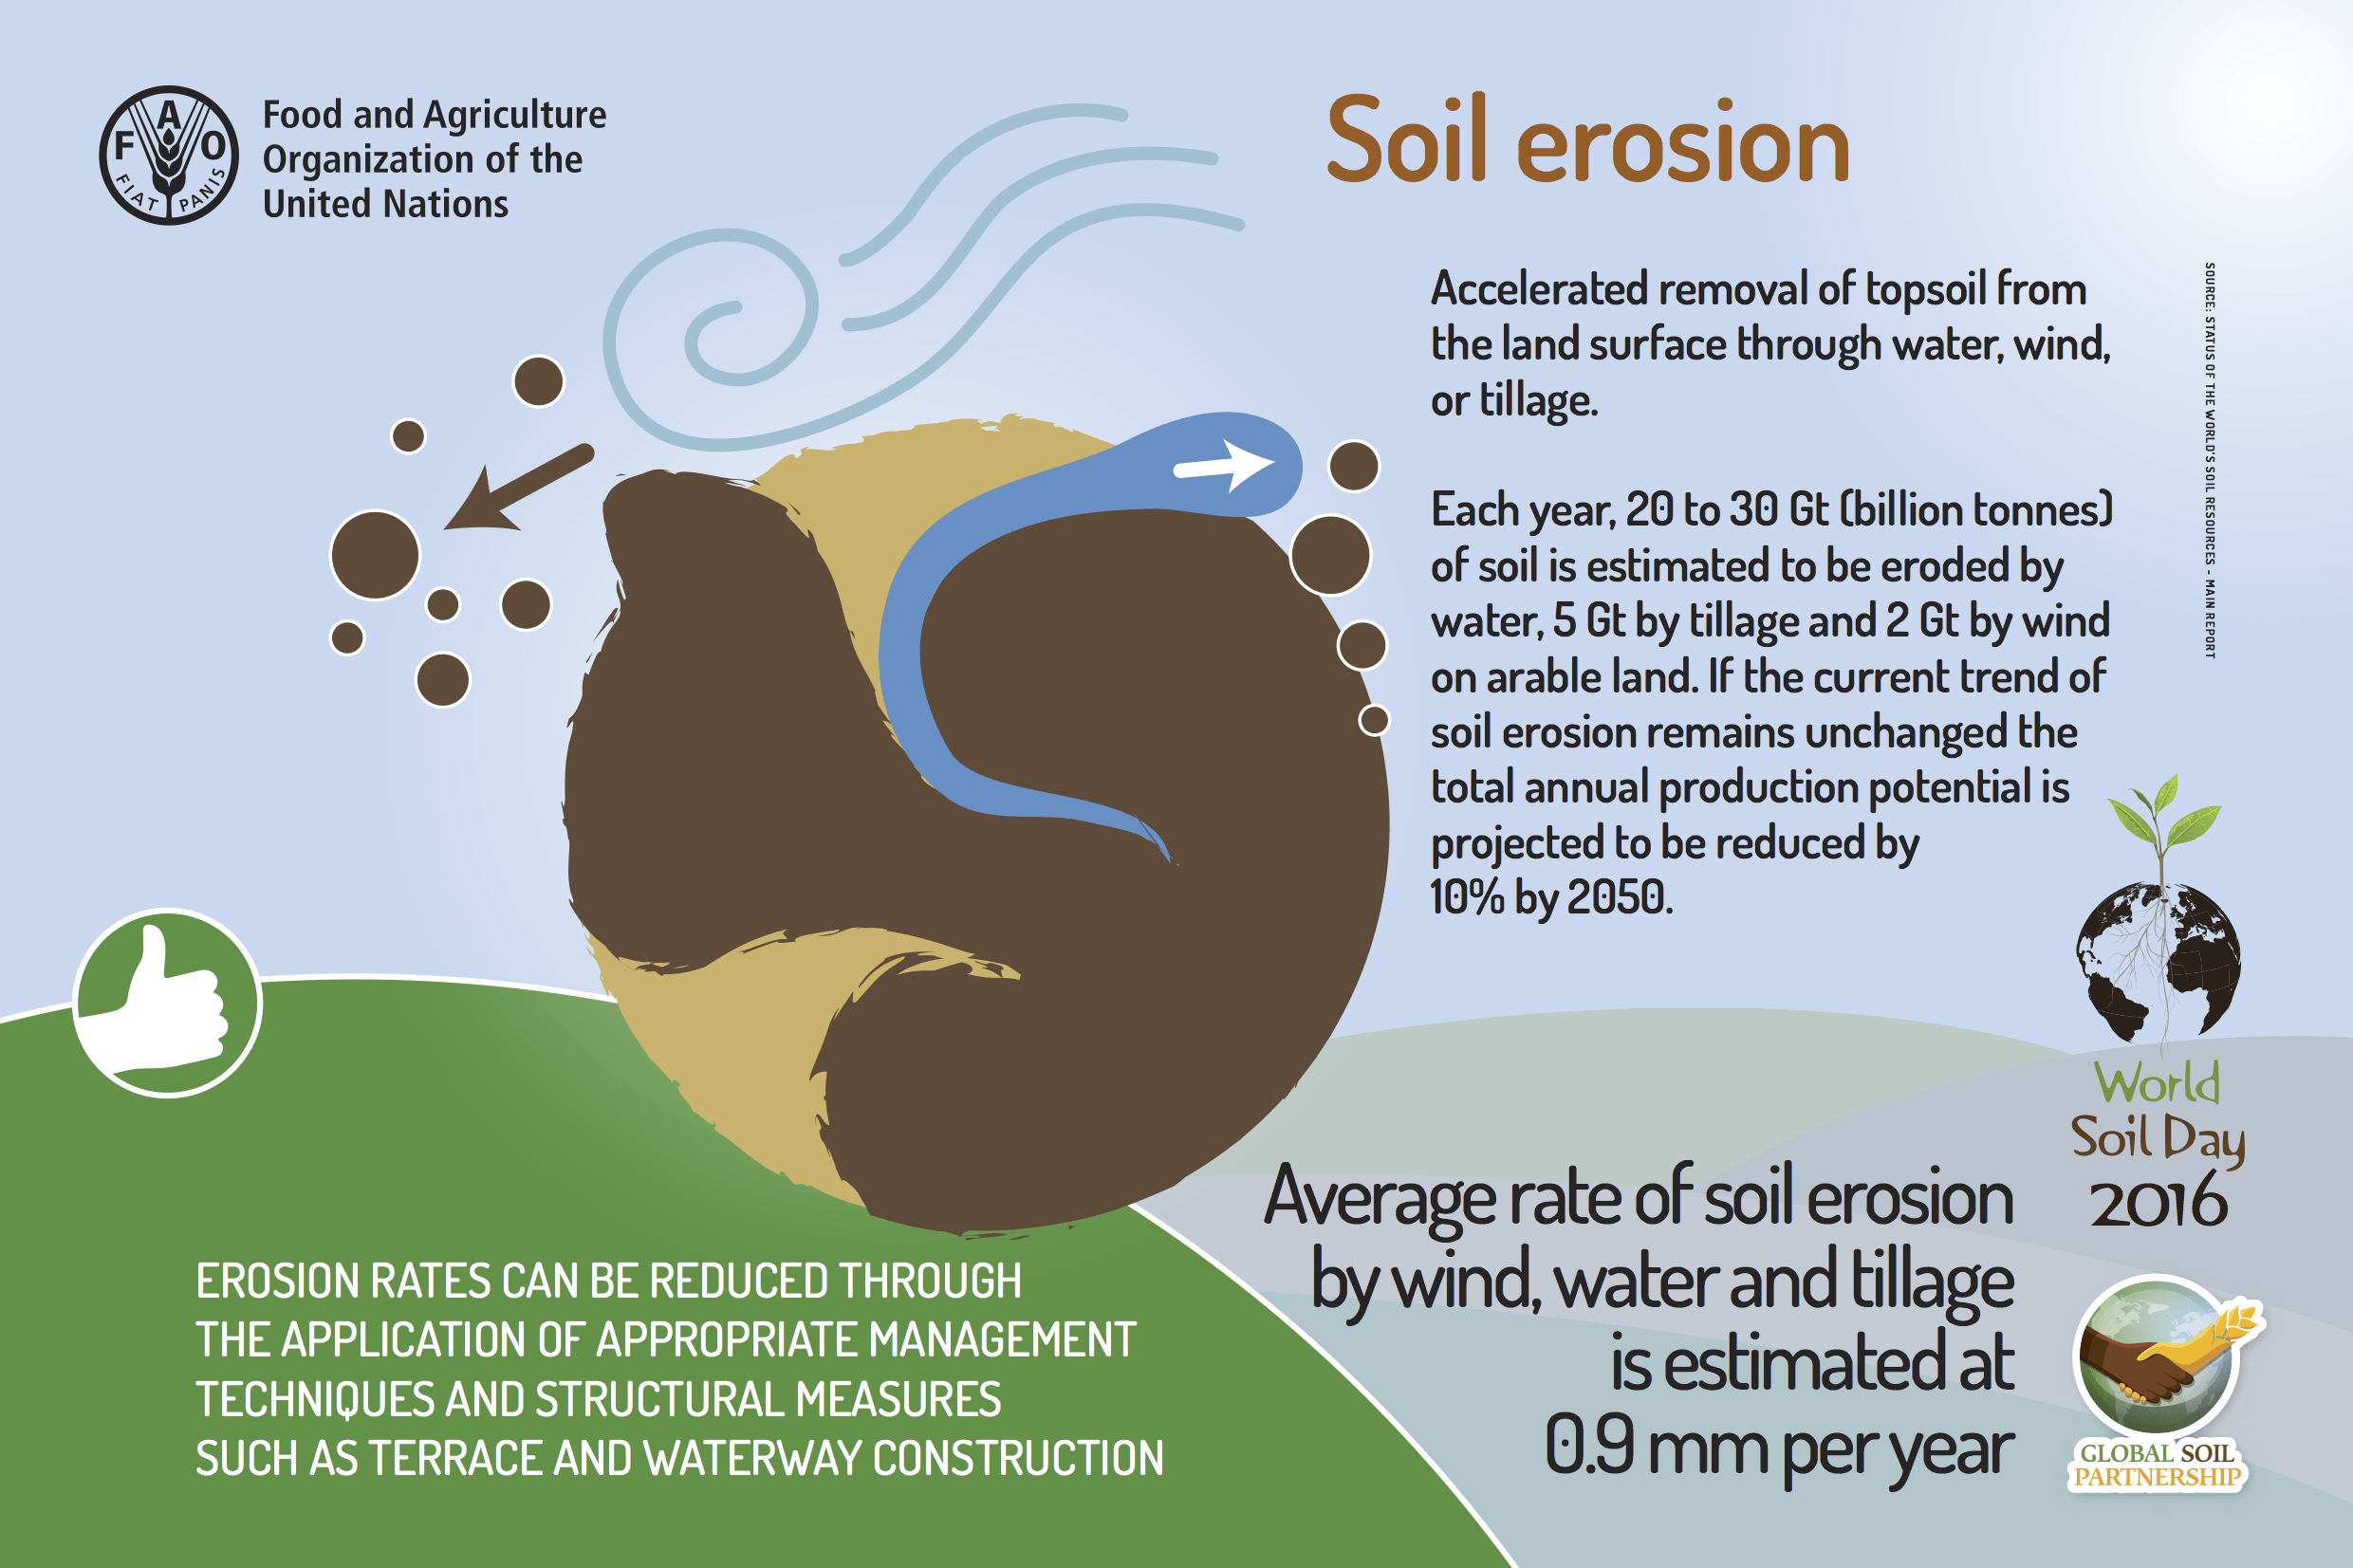 FAO
FIAT PANIS
Food and Agriculture
Organization of the
United Nations
Soil erosion
Accelerated removal of topsoil from
the land surface through water, wind,
or tillage.
Each year, 20 to 30 Gt (billion tonnes)
of soil is estimated to be eroded by
water, 5 Gt by tillage and 2 Gt by wind
on arable land. If the current trend of
soil erosion remains unchanged the
total annual production potential is
projected to be reduced by
10% by 2050.
SOURCE: STATUS OF THE WORLD'S SOIL RESOURCES - MAIN REPORT
World
Soil Day
2016
Average rate of soil erosion
by wind, water and tillage
is estimated at
0.9 mm per year
EROSION RATES CAN BE REDUCED THROUGH
THE APPLICATION OF APPROPRIATE MANAGEMENT
TECHNIQUES AND STRUCTURAL MEASURES
SUCH AS TERRACE AND WATERWAY CONSTRUCTION
GLOBAL SOIL
PARTNERSHIP